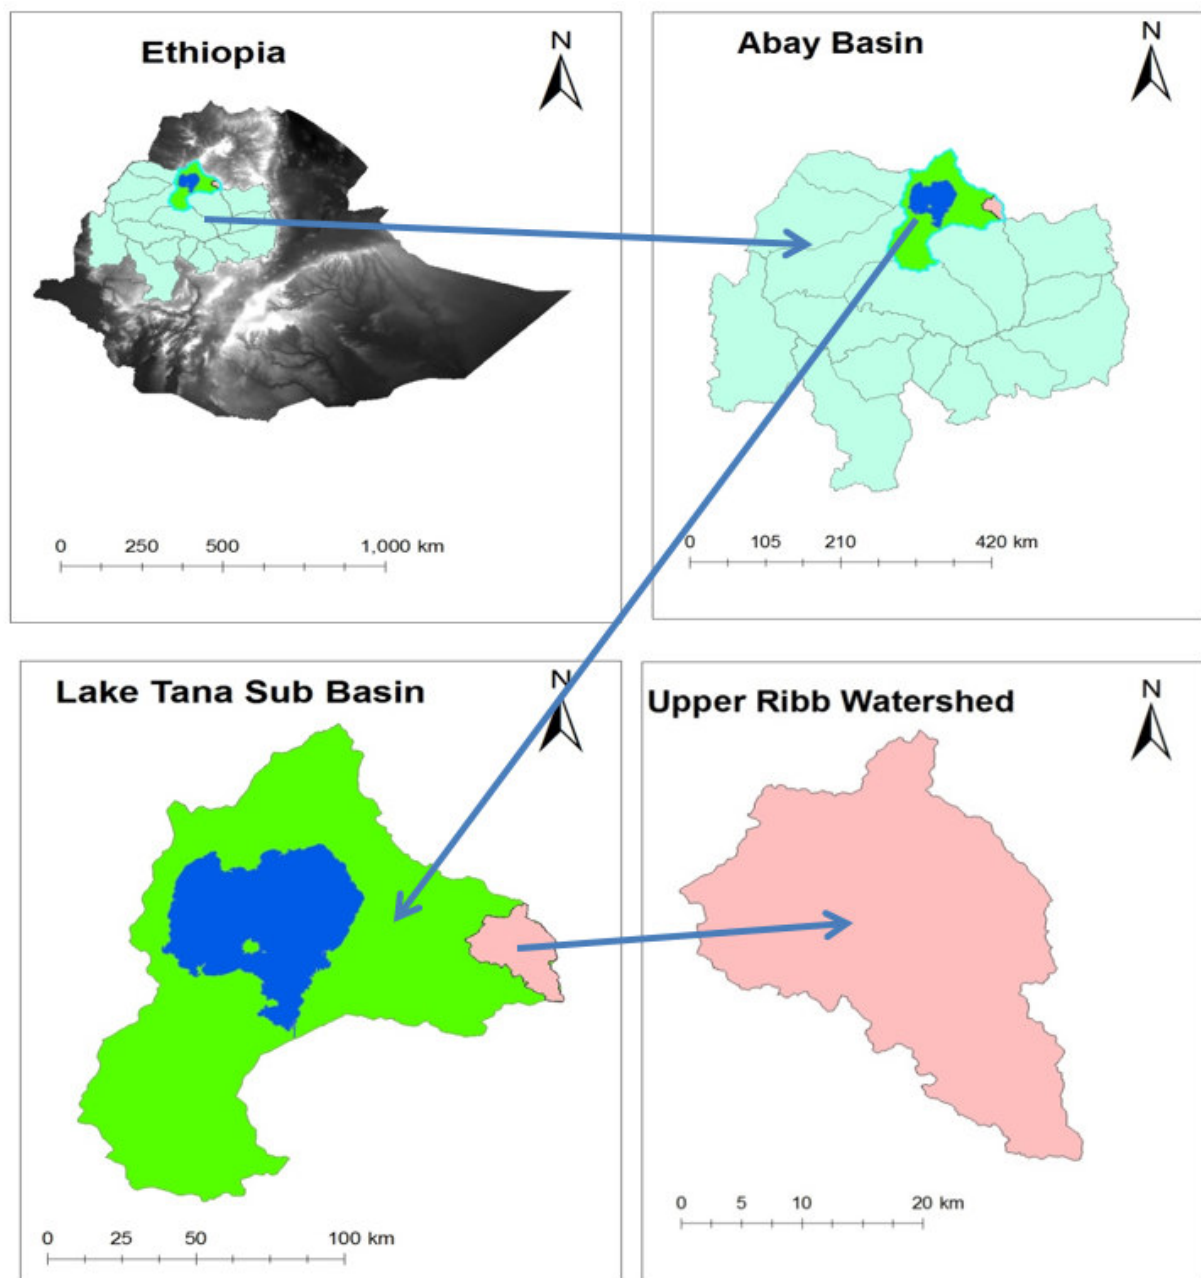 Ethiopia
N
0 250 500 1,000 km
Abay Basin
N
0 105 210 420 km
Lake Tana Sub Basin
N
0 25 50 100 km
Upper Ribb Watershed
N
0 5 10 20 km